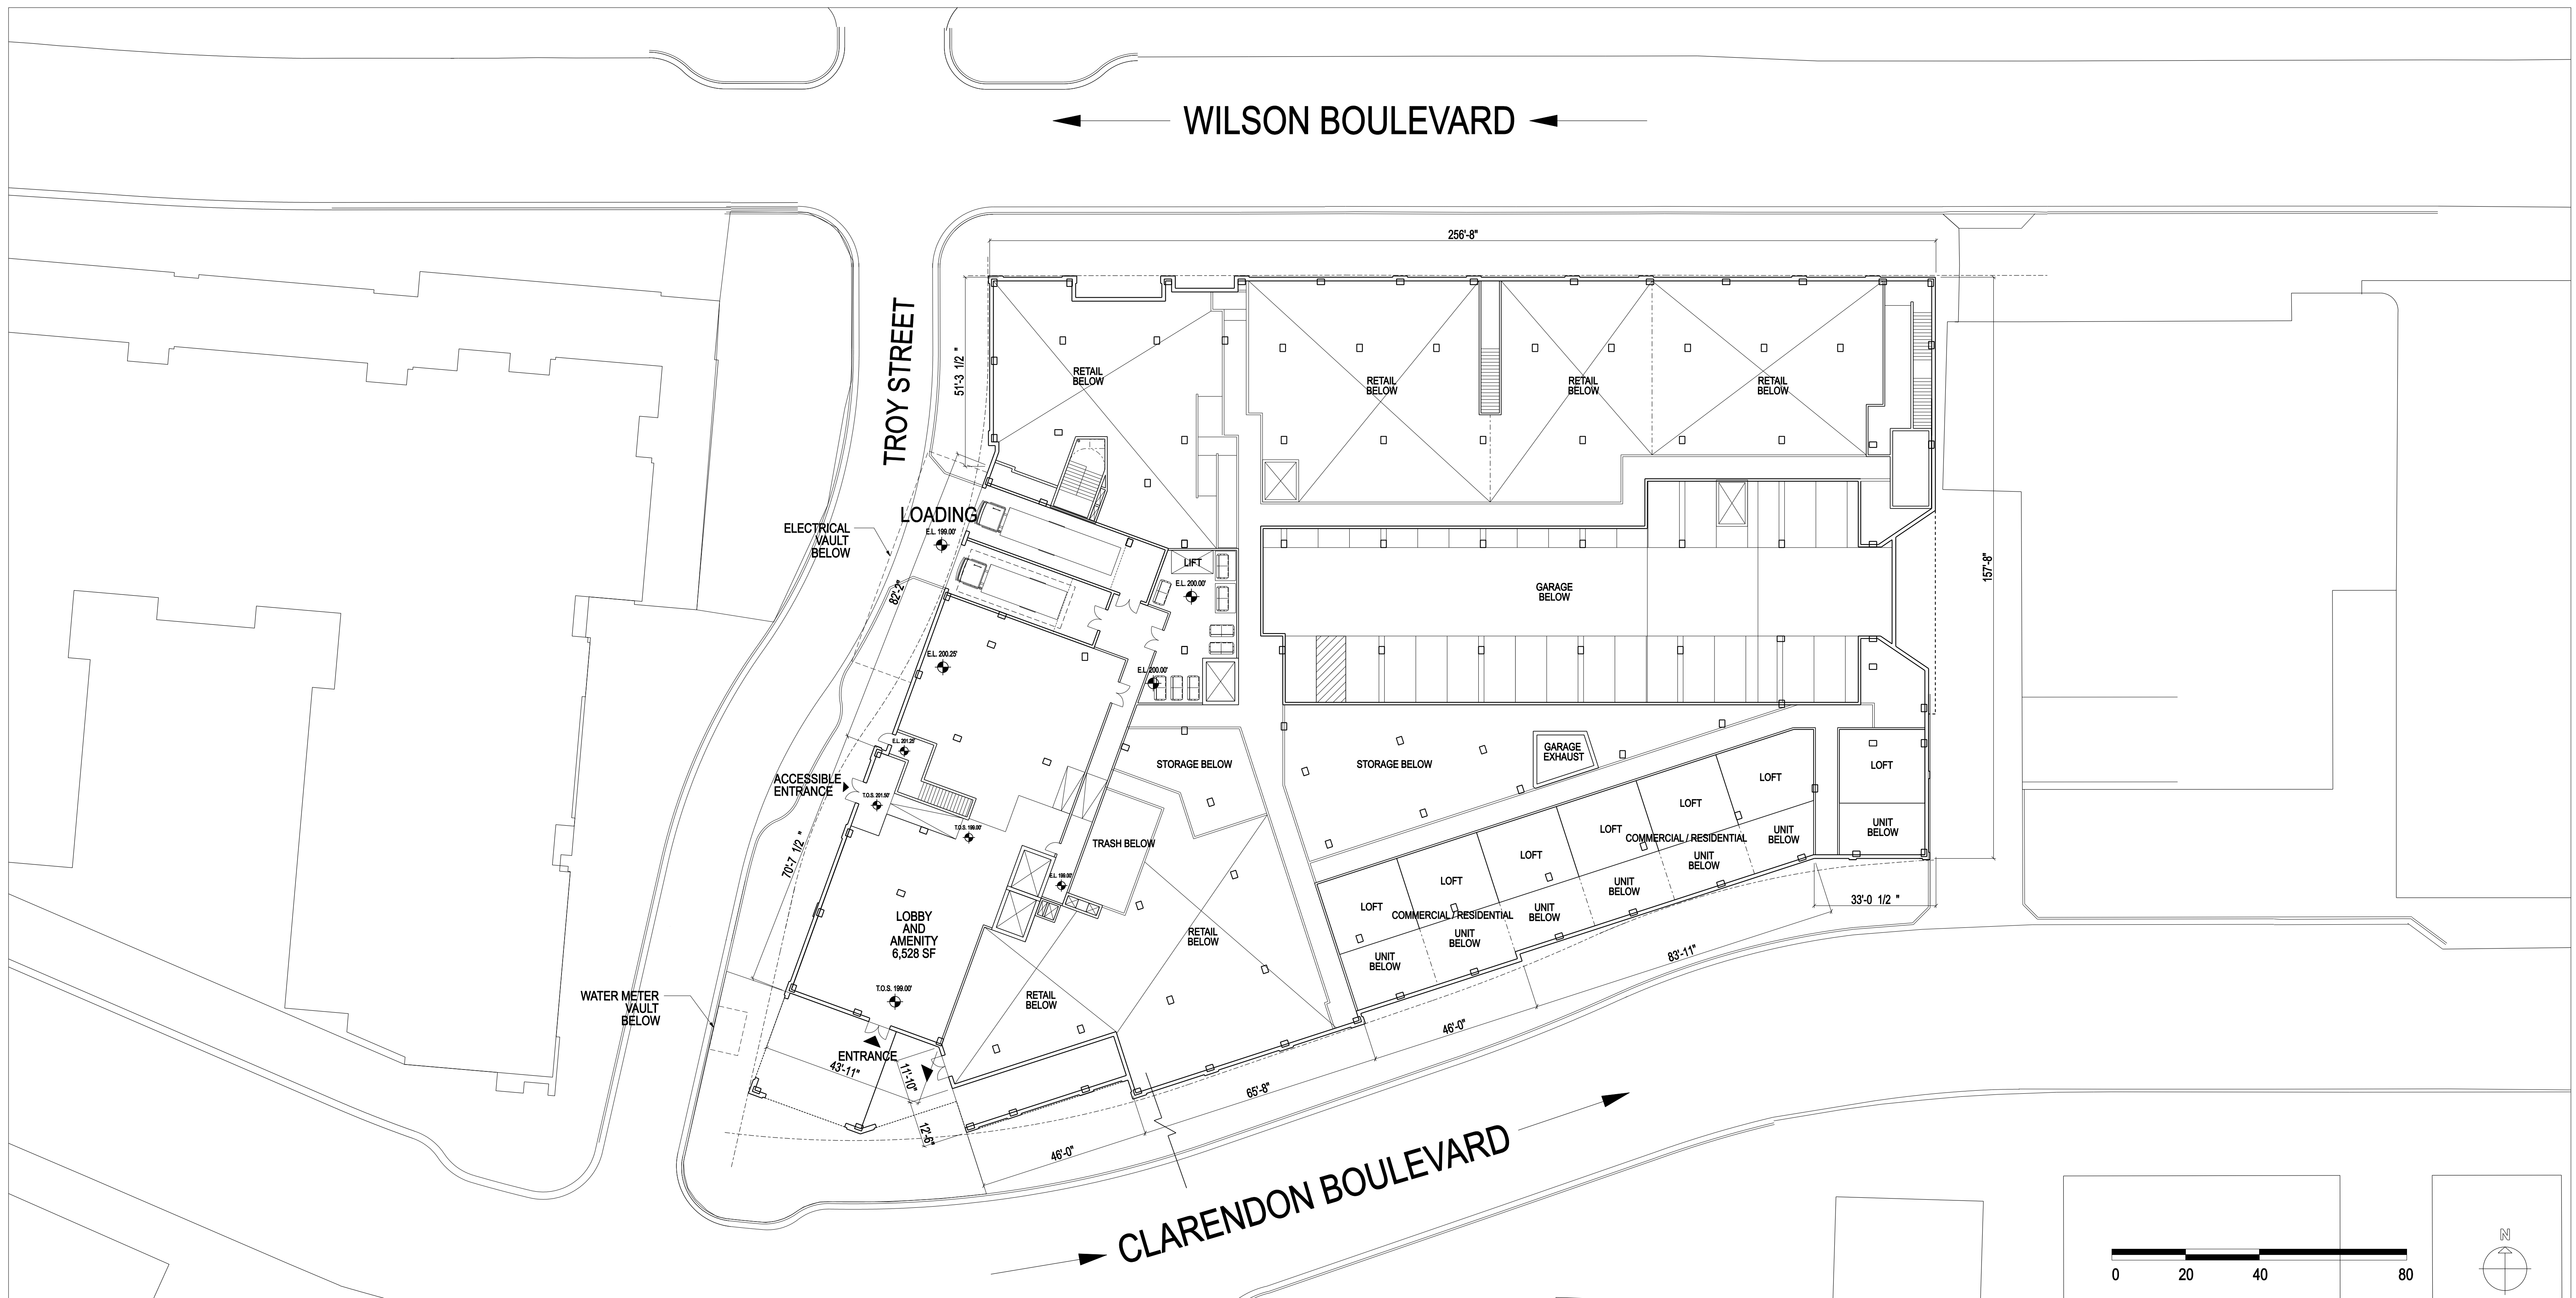 WILSON BOULEVARD
256'-8"
TROY STREET
51'-3 1/2 "
RETAIL
BELOW
RETAIL
BELOW
RETAIL
BELOW
RETAIL
BELOW
LOADING
E.L. 199.00'
ELECTRICAL
VAULT
BELOW
82'-2"
LIFT
E.L. 200.00'
GARAGE
BELOW
157'-8"
E.L. 200.25'
E.L. 200.00'
E.L. 201.25'
ACCESSIBLE
ENTRANCE
T.O.S. 201.50'
T.O.S. 199.00'
STORAGE BELOW
STORAGE BELOW
GARAGE
EXHAUST
LOFT
LOFT
LOFT
LOFT
LOFT
LOFT
LOFT
COMMERCIAL / RESIDENTIAL
COMMERCIAL / RESIDENTIAL
UNIT
BELOW
UNIT
BELOW
UNIT
BELOW
UNIT
BELOW
UNIT
BELOW
UNIT
BELOW
UNIT
BELOW
TRASH BELOW
E.L. 199.00'
70'-7 1/2 "
LOBBY
AND
AMENITY
6,528 SF
RETAIL
BELOW
RETAIL
BELOW
33'-0 1/2 "
83'-11"
T.O.S. 199.00'
WATER METER
VAULT
BELOW
ENTRANCE
43'-11"
11'-10"
12'-6"
46'-0"
65'-8"
46'-0"
CLARENDON BOULEVARD
N
0 20 40 80